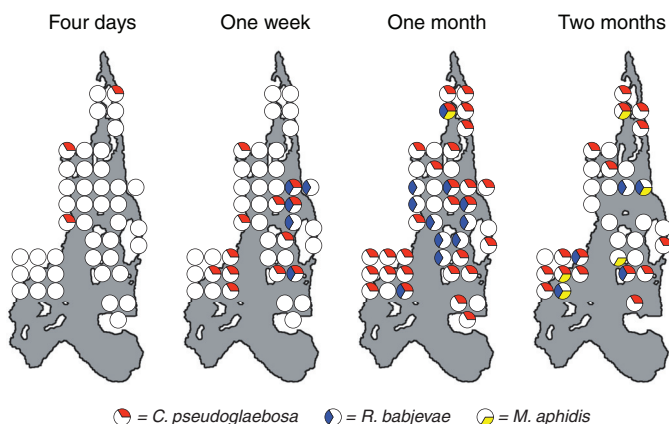 Four days One week One month Two months
= C. pseudoglaebosa = R. babjevae = M. aphidis